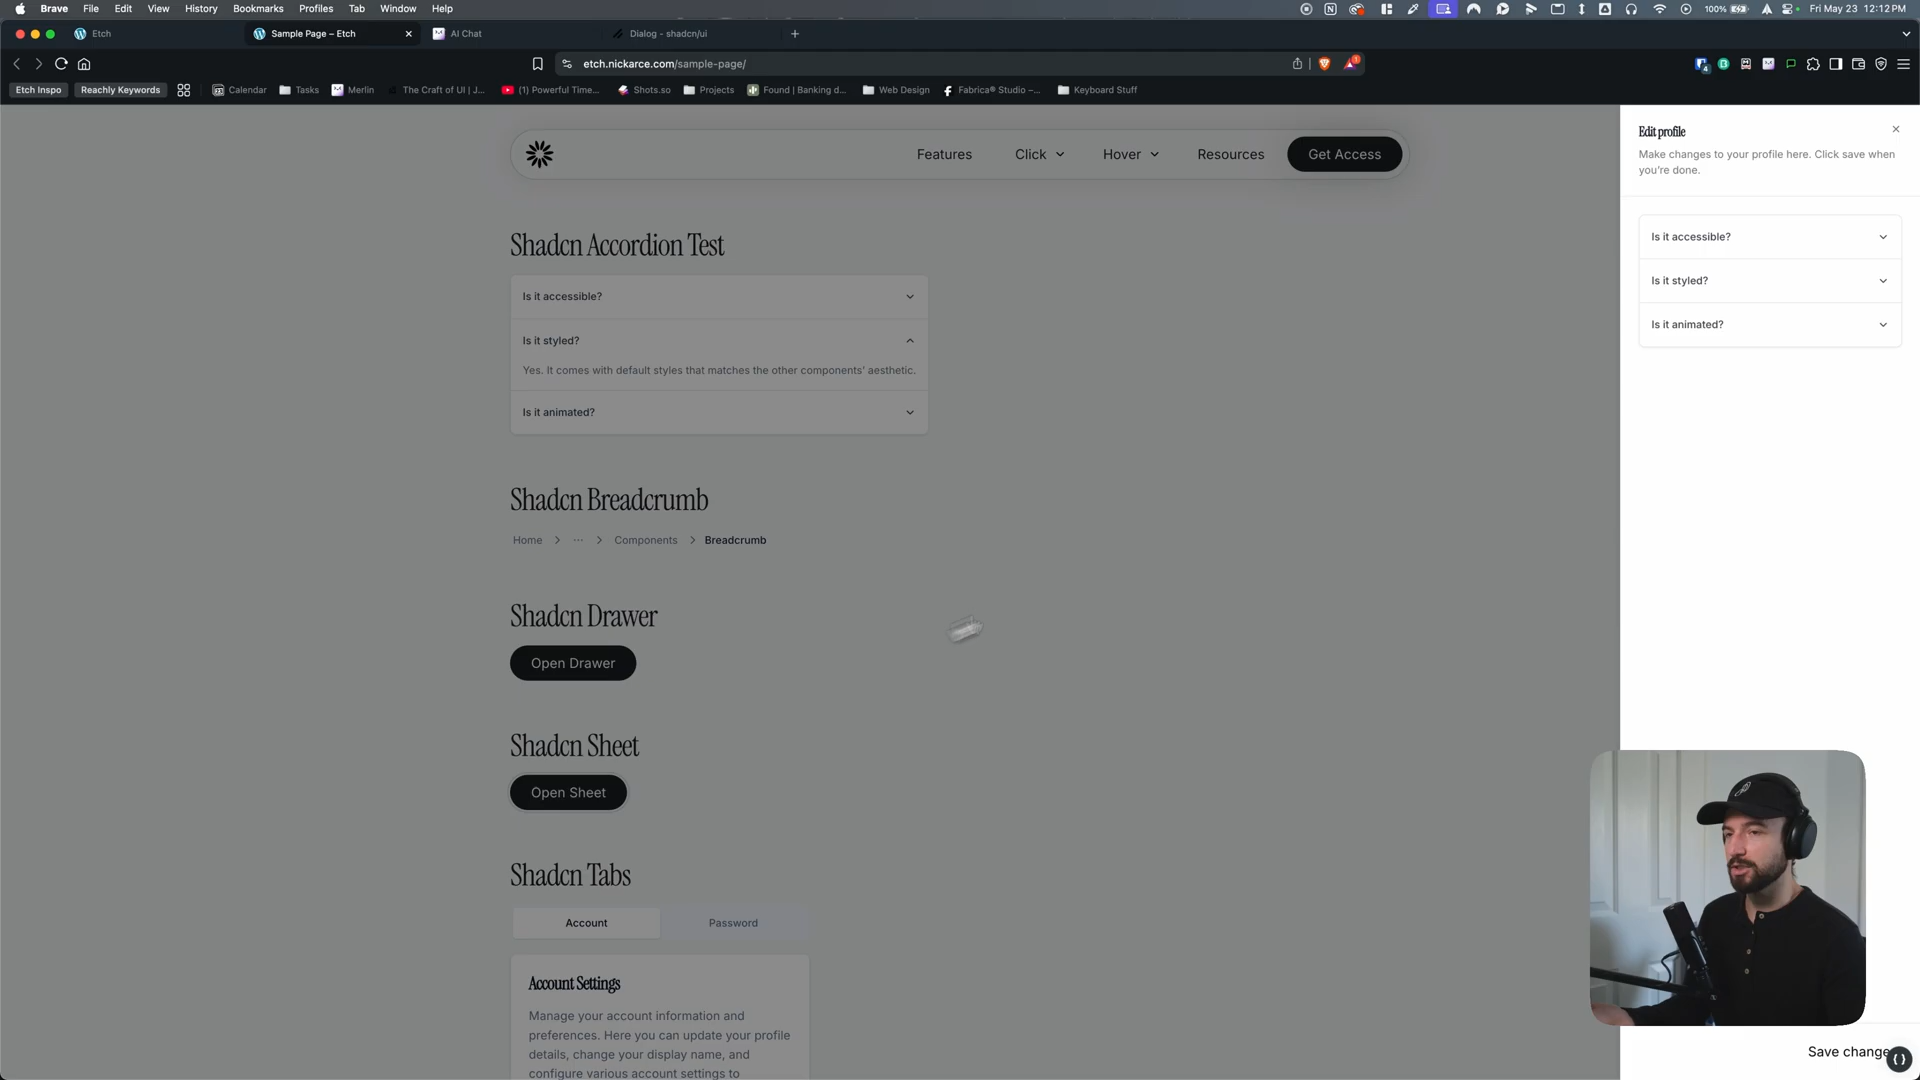 Brave File Edit View History Bookmarks Profiles Tab Window Help
100% Fri May 23 12:12 PM
Etch
Sample Page – Etch
AI Chat
Dialog - shadcn/ui
etch.nickarce.com/sample-page/
1
4
Etch Inspo
Reachly Keywords
Calendar
Tasks
Merlin
The Craft of UI | J...
(1) Powerful Time...
Shots.so
Projects
Found | Banking d...
Web Design
Fabrica® Studio –...
Keyboard Stuff
Features
Click
Hover
Resources
Get Access
Shadcn Accordion Test
Is it accessible?
Is it styled?
Yes. It comes with default styles that matches the other components' aesthetic.
Is it animated?
Shadcn Breadcrumb
Home > ··· > Components > Breadcrumb
Shadcn Drawer
Open Drawer
Shadcn Sheet
Open Sheet
Shadcn Tabs
Account
Password
Account Settings
Manage your account information and
preferences. Here you can update your profile
details, change your display name, and
configure various account settings to
Edit profile
Make changes to your profile here. Click save when
you're done.
Is it accessible?
Is it styled?
Is it animated?
Save change